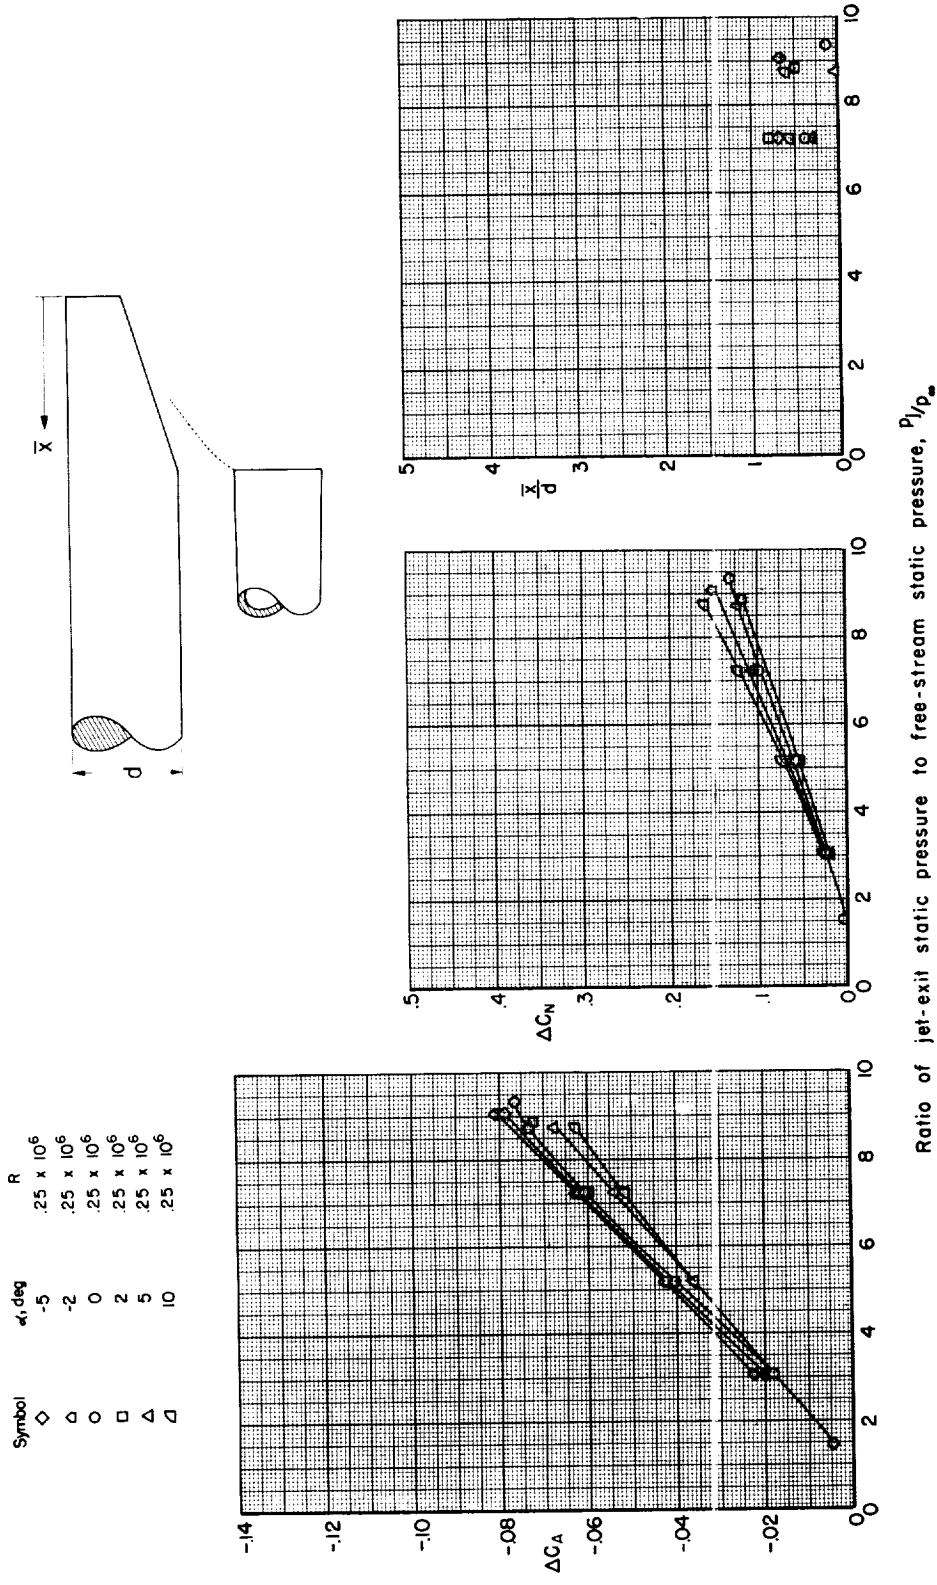 Symbol α, deg R
-5 .25 x 10⁶
-2 .25 x 10⁶
0 .25 x 10⁶
2 .25 x 10⁶
5 .25 x 10⁶
10 .25 x 10⁶
x̄
d
-.14
-.10
-.08
ΔC_A
-.06
-.04
-.02
0
0 2 4 6 8 10
.5
.4
ΔC_N
.3
.2
.1
0
0 2 4 6 8 10
5
4
x̄/d
3
2
1
0
0 2 4 6 8 10
Ratio of jet-exit static pressure to free-stream static pressure, p_j/p_∞